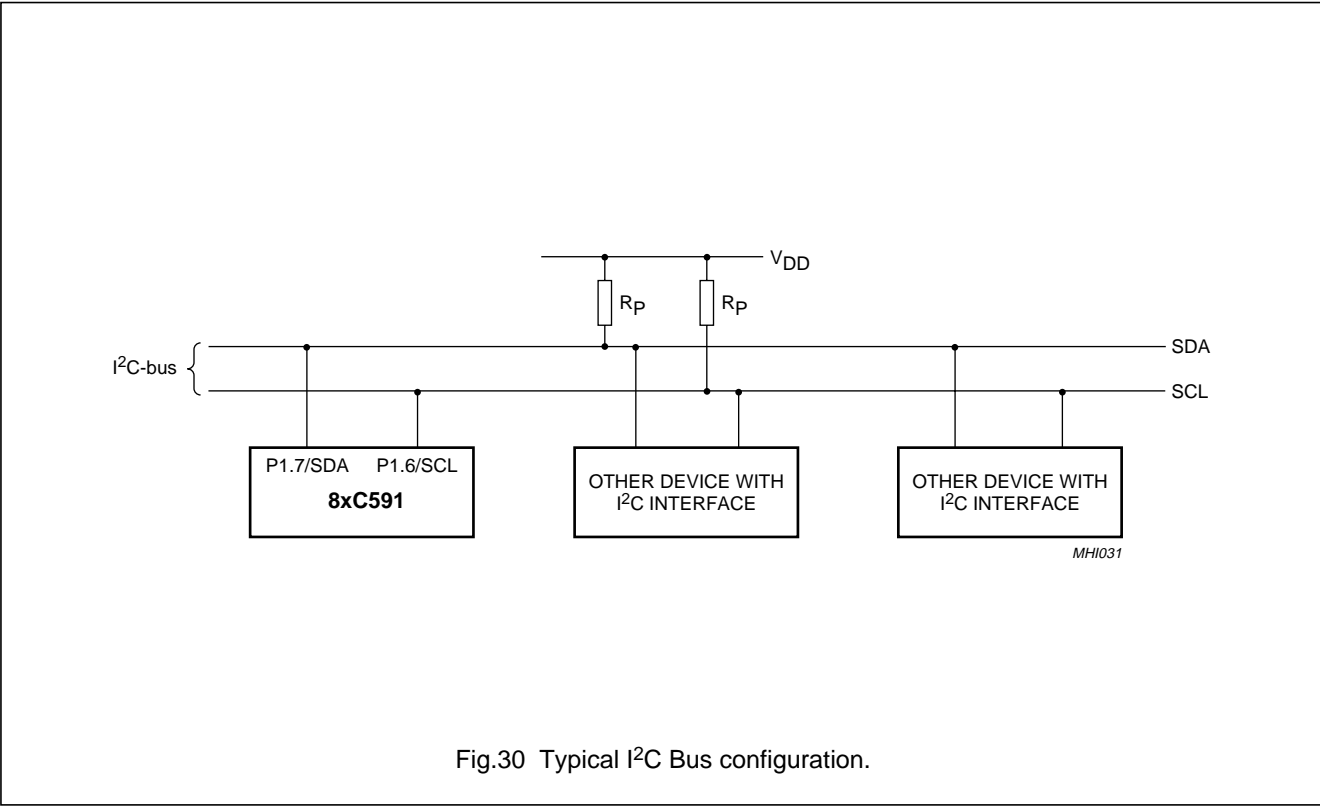 VDD
RP
RP
I2C-bus
SDA
SCL
P1.7/SDA P1.6/SCL
8xC591
OTHER DEVICE WITH
I2C INTERFACE
OTHER DEVICE WITH
I2C INTERFACE
MHI031
Fig.30 Typical I2C Bus configuration.